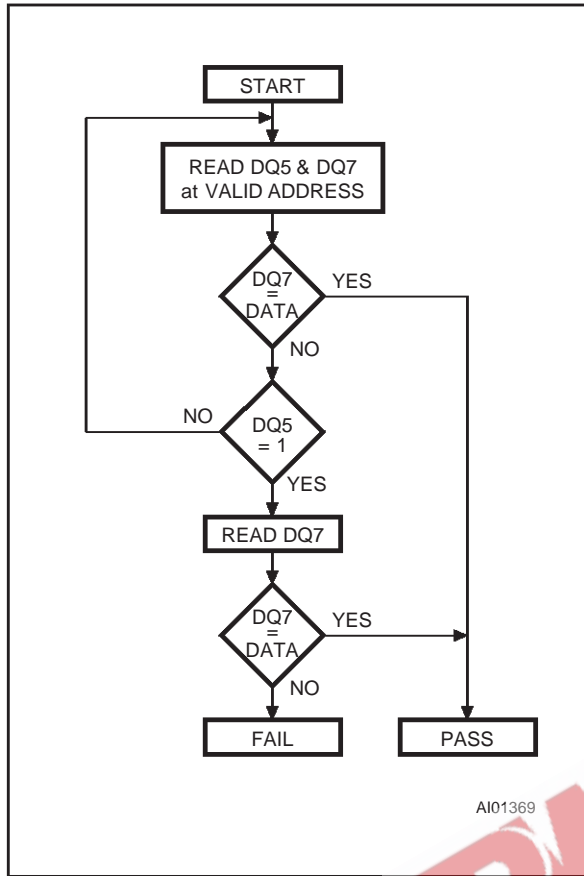 START
READ DQ5 & DQ7
at VALID ADDRESS
DQ7
=
DATA
YES
NO
NO
DQ5
= 1
YES
READ DQ7
DQ7
=
DATA
YES
NO
FAIL
PASS
AI01369